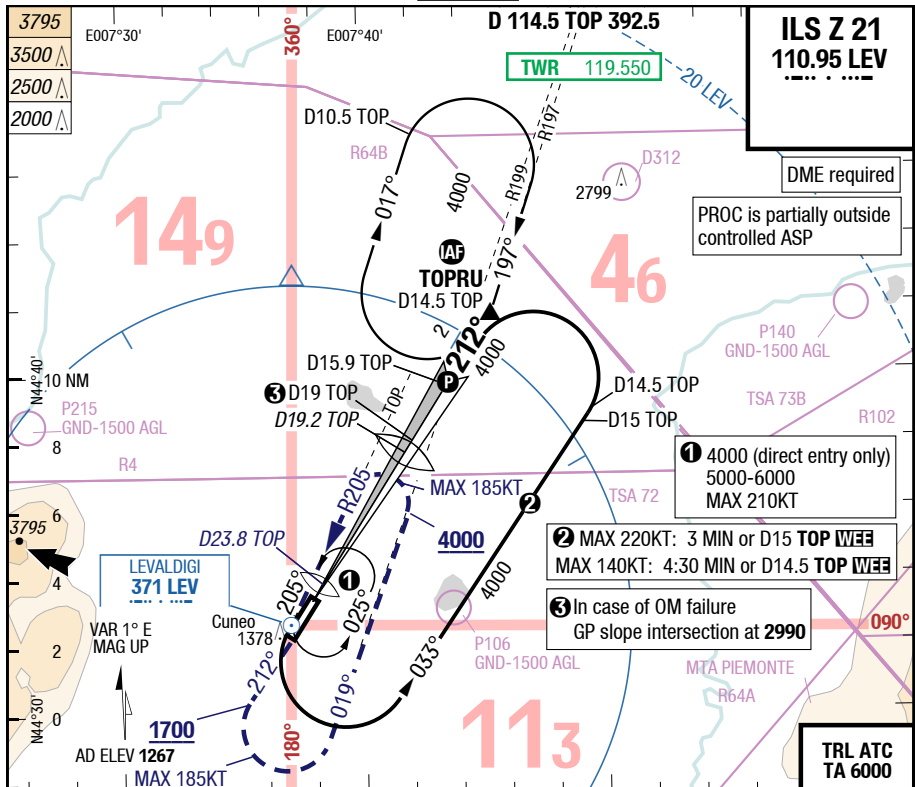 3795
3500
2500
2000
E007°30'
360°
E007°40'
D 114.5 TOP 392.5
TWR 119.550
ILS Z 21
110.95 LEV
20 LEV
D10.5 TOP
R64B
R197
R199
D312
2799
DME required
PROC is partially outside
controlled ASP
017°
4000
197°
149
46
IAF
TOPRU
D14.5 TOP
2
212°
4000
P140
GND-1500 AGL
D15.9 TOP
P
N44°40'
10 NM
3 D19 TOP
D19.2 TOP
TOP
D14.5 TOP
D15 TOP
TSA 73B
R102
P215
GND-1500 AGL
8
R4
R205
MAX 185KT
2
TSA 72
1 4000 (direct entry only)
5000-6000
MAX 210KT
6
3795
D23.8 TOP
4000
2 MAX 220KT: 3 MIN or D15 TOP WEE
MAX 140KT: 4:30 MIN or D14.5 TOP WEE
4
LEVALDIGI
371 LEV
205°
1
025°
4000
3 In case of OM failure
GP slope intersection at 2990
VAR 1° E
MAG UP
Cuneo
1378
090°
2
P106
GND-1500 AGL
033°
MTA PIEMONTE
R64A
212°
019°
N44°30'
0
1700
180°
113
AD ELEV 1267
MAX 185KT
TRL ATC
TA 6000